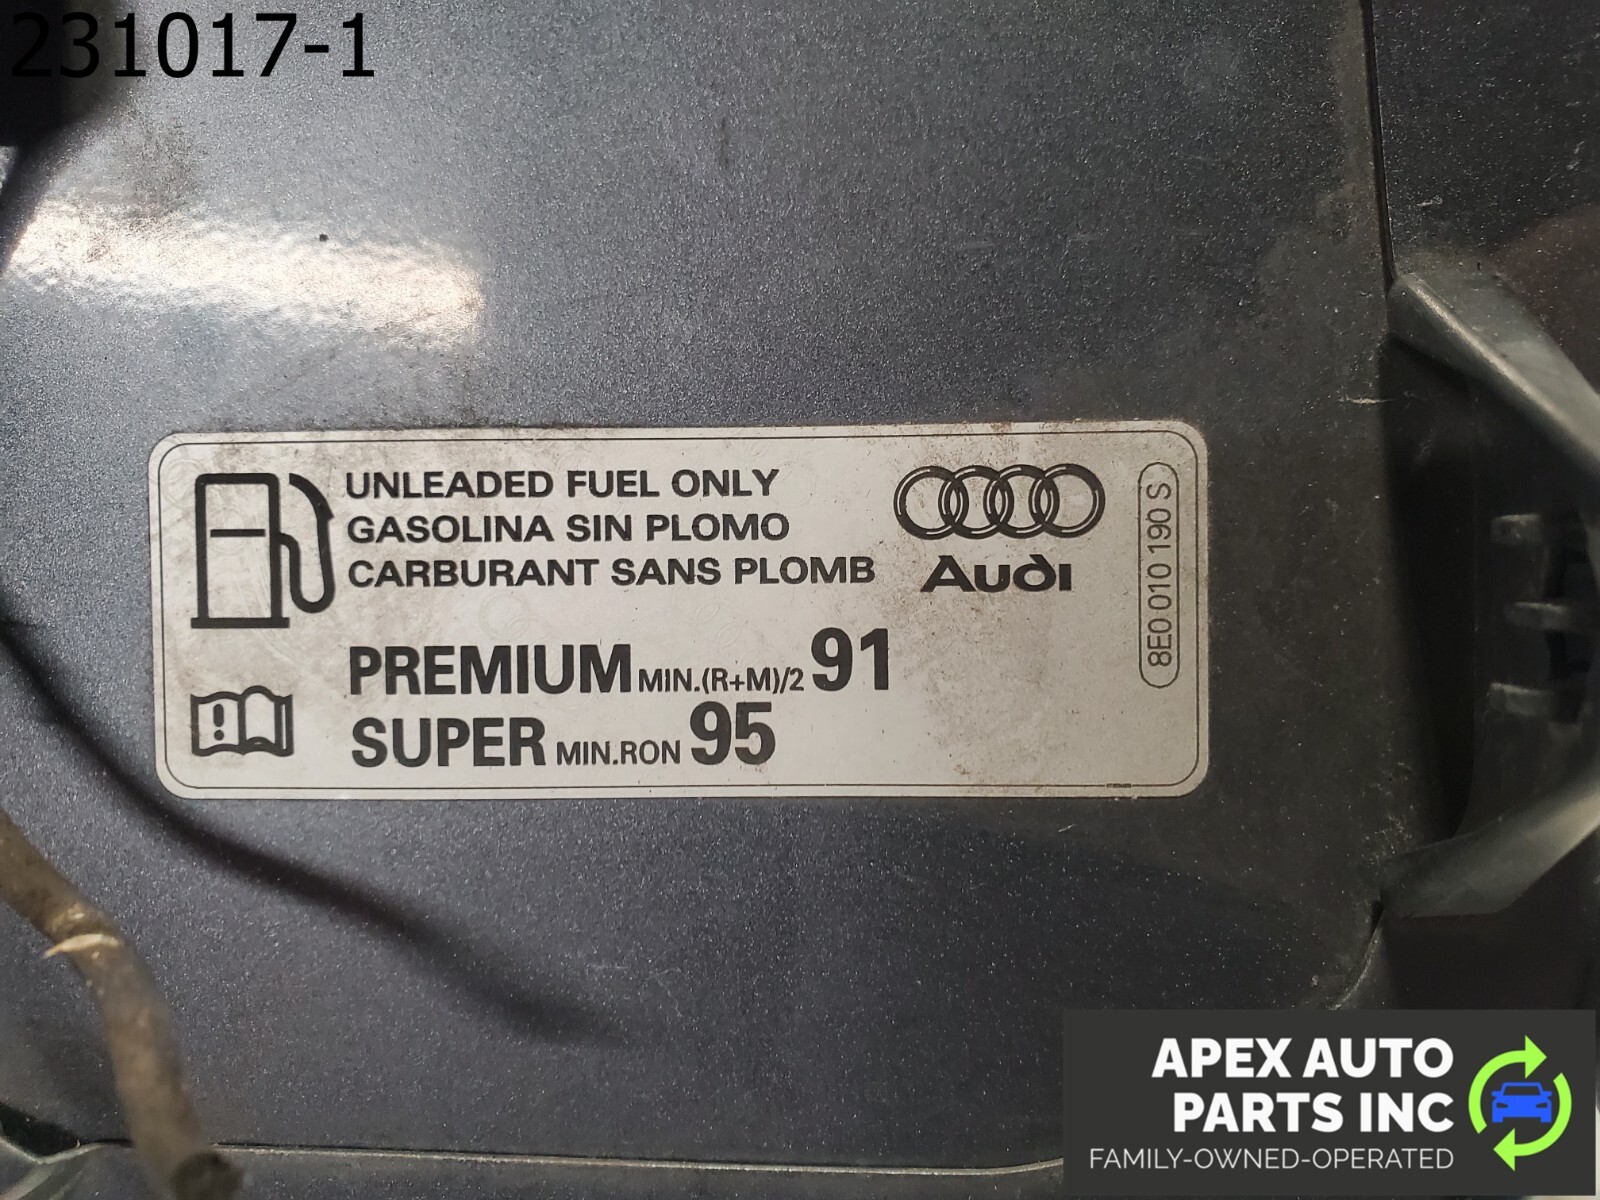 231017-1
UNLEADED FUEL ONLY
GASOLINA SIN PLOMO
CARBURANT SANS PLOMB
Audi
8E0 010 190 S
PREMIUM MIN.(R+M)/2 91
SUPER MIN.RON 95
APEX AUTO
PARTS INC
FAMILY-OWNED-OPERATED